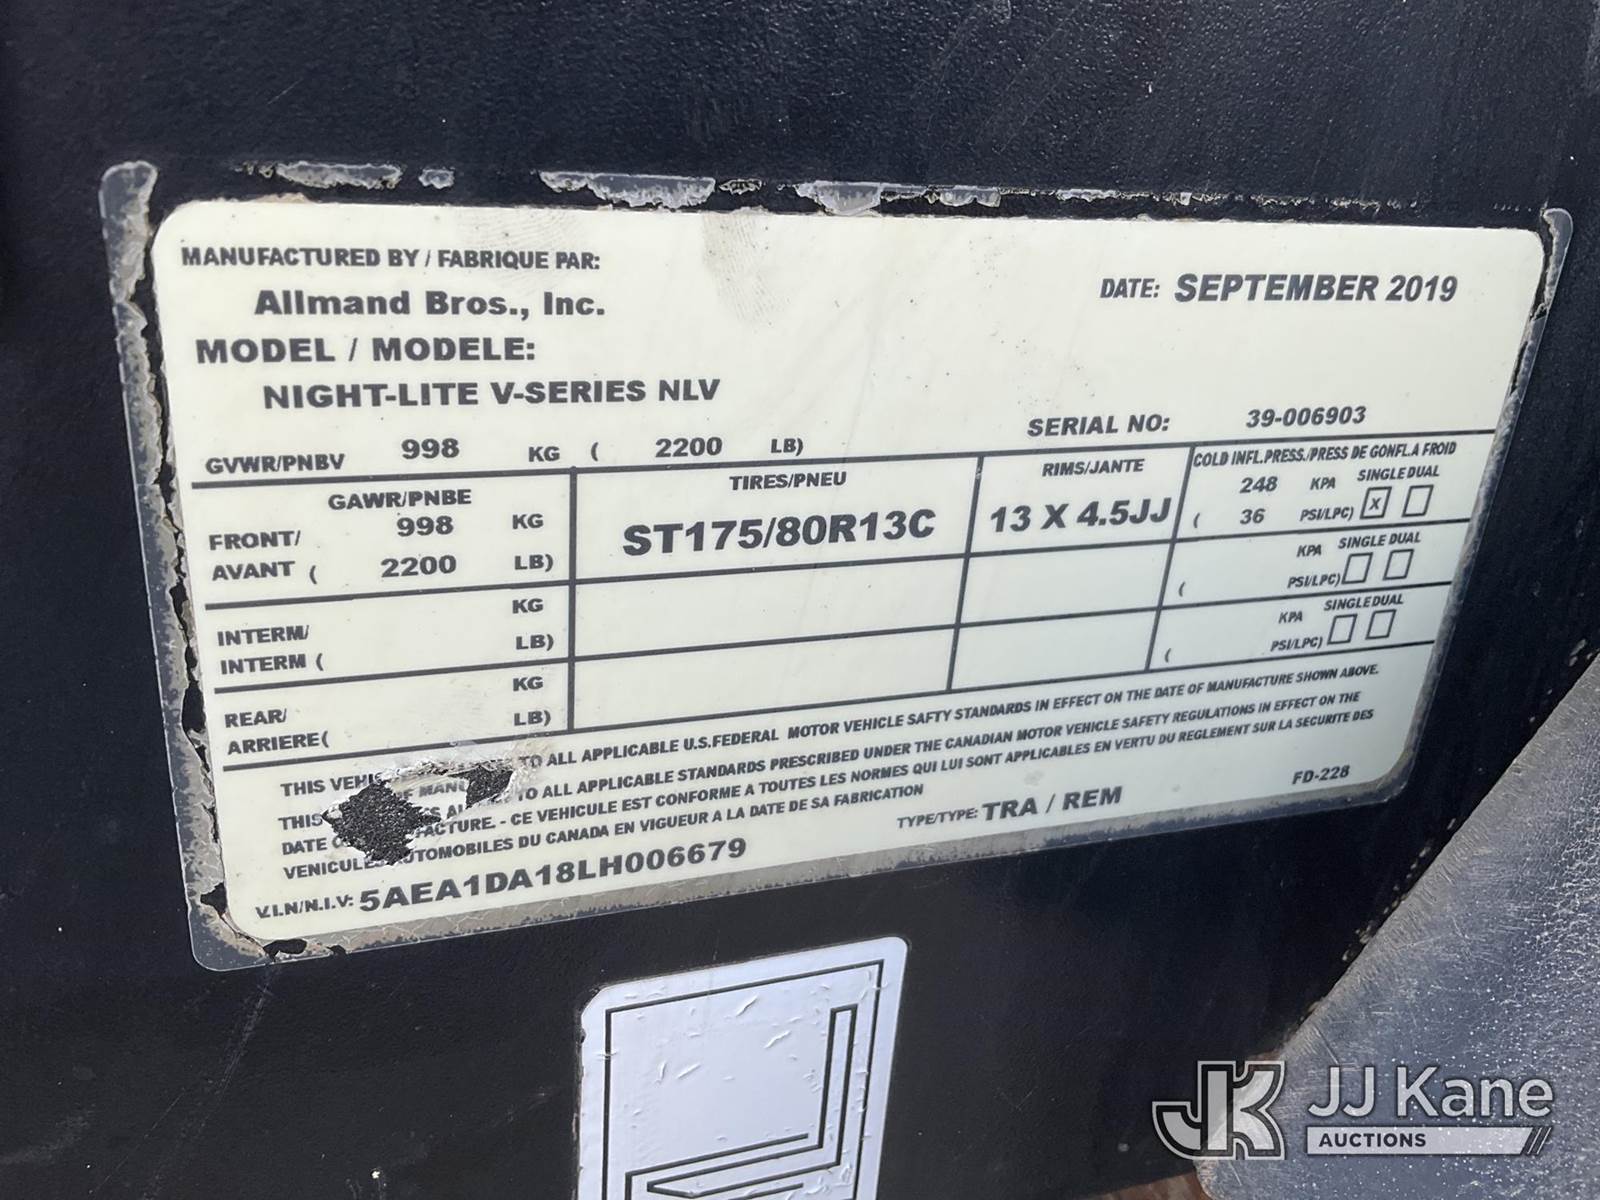 MANUFACTURED BY / FABRIQUE PAR:
Allmand Bros., Inc.
DATE: SEPTEMBER 2019
MODEL / MODELE:
NIGHT-LITE V-SERIES NLV
SERIAL NO: 39-006903
GVWR/PNBV 998 KG ( 2200 LB)
GAWR/PNBE
TIRES/PNEU
RIMS/JANTE
COLD INFL.PRESS./PRESS DE GONFL.A FROID
FRONT/ 998 KG
AVANT ( 2200 LB)
ST175/80R13C
13 X 4.5JJ
248 KPA SINGLE DUAL
( 36 PSI/LPC) X
INTERM/ KG
INTERM ( LB)
KPA SINGLE DUAL
( PSI/LPC)
REAR/ KG
ARRIERE( LB)
KPA SINGLE DUAL
( PSI/LPC)
THIS TO ALL APPLICABLE U.S.FEDERAL MOTOR VEHICLE SAFTY STANDARDS IN EFFECT ON THE DATE OF MANUFACTURE SHOWN ABOVE.
THIS TO ALL APPLICABLE STANDARDS PRESCRIBED UNDER THE CANADIAN MOTOR VEHICLE SAFETY REGULATIONS IN EFFECT ON THE
DATE - CE VEHICULE EST CONFORME A TOUTES LES NORMES QUI LUI SONT APPLICABLES EN VERTU DU REGLEMENT SUR LA SECURITE DES
DU CANADA EN VIGUEUR A LA DATE DE SA FABRICATION
TYPE/TYPE: TRA / REM
FD-228
V.I.N/N.I.V: 5AEA1DA18LH006679
JK JJ Kane
AUCTIONS